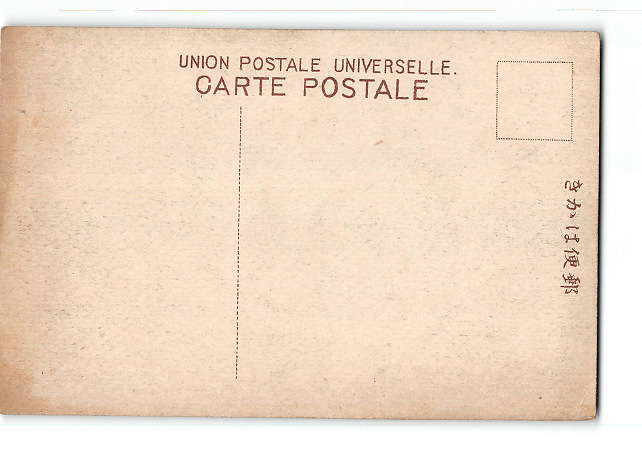 UNION POSTALE UNIVERSELLE.
CARTE POSTALE
郵便はかき